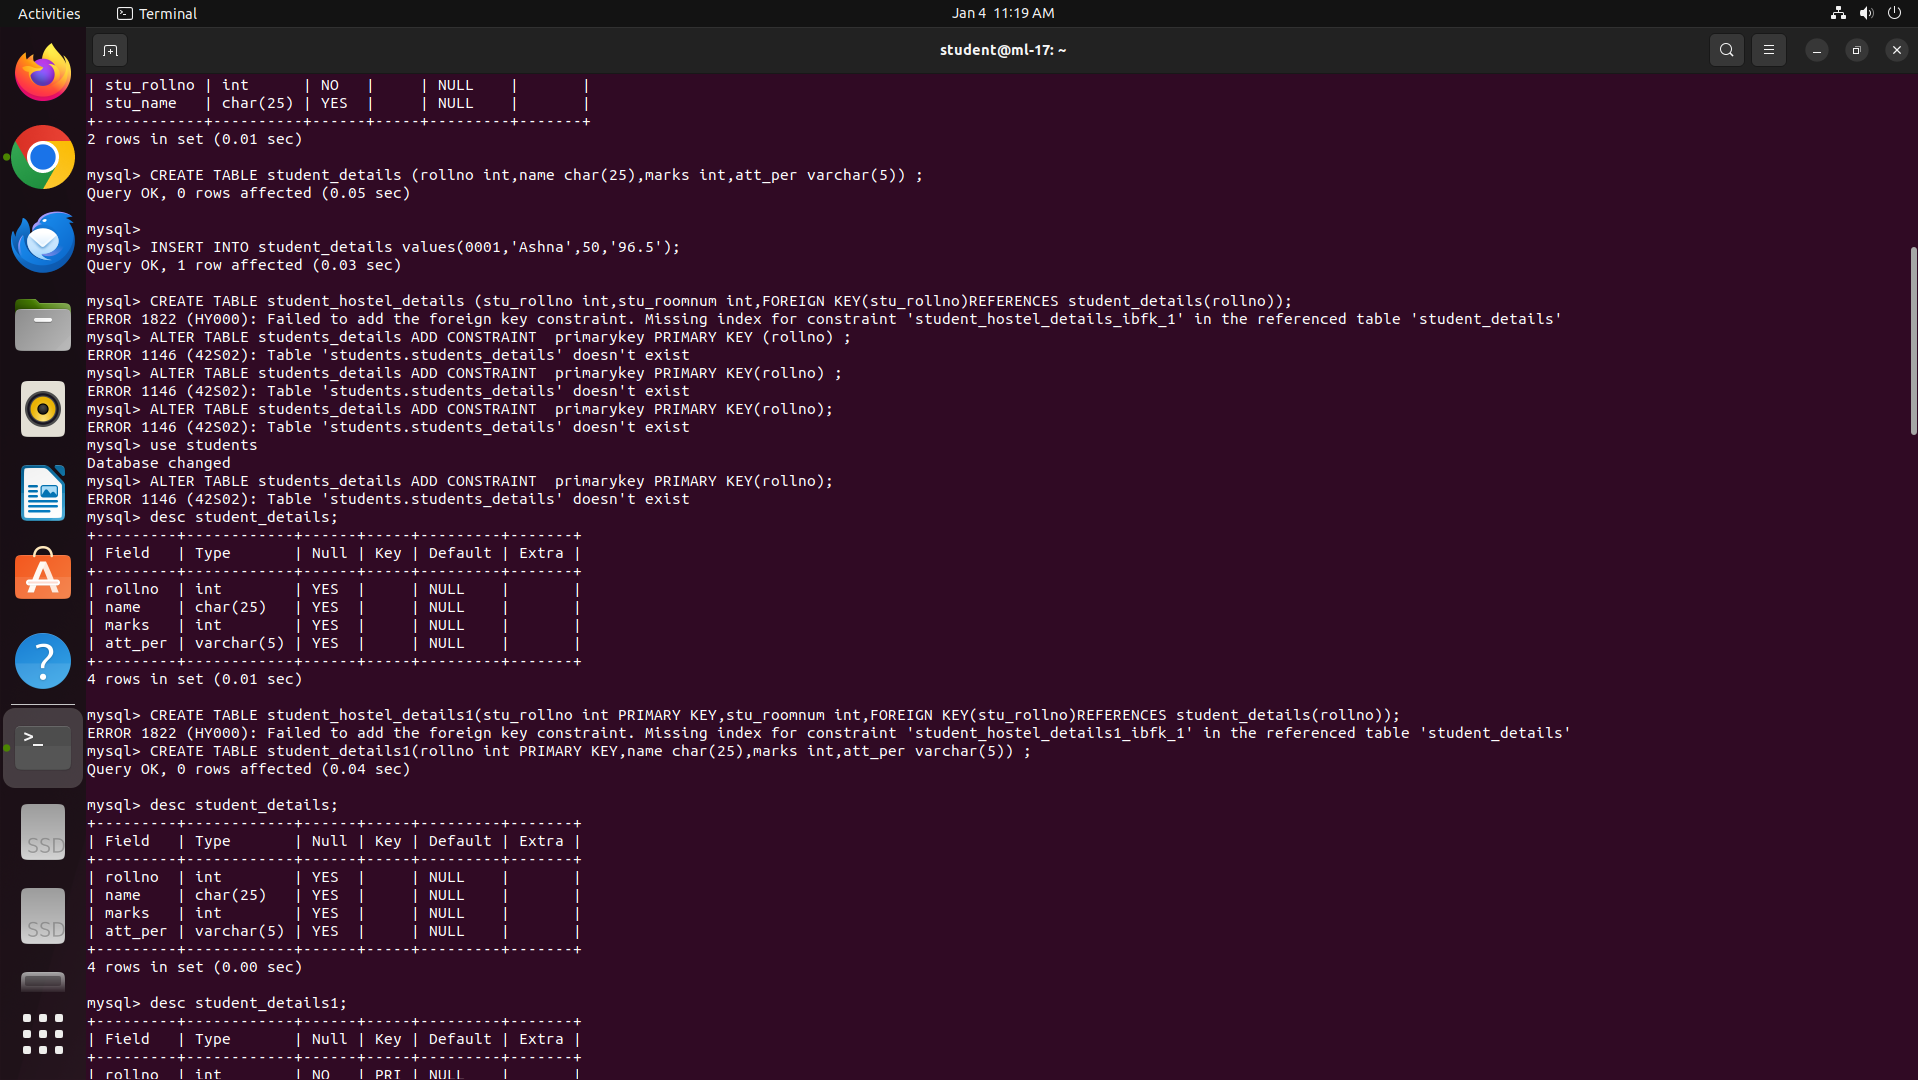 Activities
Terminal
Jan 4 11:19 AM
student@ml-17: ~
| stu_rollno | int      | NO   |     | NULL    |       |
| stu_name   | char(25) | YES  |     | NULL    |       |
+------------+----------+------+-----+---------+-------+
2 rows in set (0.01 sec)
mysql> CREATE TABLE student_details (rollno int,name char(25),marks int,att_per varchar(5)) ;
Query OK, 0 rows affected (0.05 sec)
mysql>
mysql> INSERT INTO student_details values(0001,'Ashna',50,'96.5');
Query OK, 1 row affected (0.03 sec)
mysql> CREATE TABLE student_hostel_details (stu_rollno int,stu_roomnum int,FOREIGN KEY(stu_rollno)REFERENCES student_details(rollno));
ERROR 1822 (HY000): Failed to add the foreign key constraint. Missing index for constraint 'student_hostel_details_ibfk_1' in the referenced table 'student_details'
mysql> ALTER TABLE students_details ADD CONSTRAINT  primarykey PRIMARY KEY (rollno) ;
ERROR 1146 (42S02): Table 'students.students_details' doesn't exist
mysql> ALTER TABLE students_details ADD CONSTRAINT  primarykey PRIMARY KEY(rollno) ;
ERROR 1146 (42S02): Table 'students.students_details' doesn't exist
mysql> ALTER TABLE students_details ADD CONSTRAINT  primarykey PRIMARY KEY(rollno);
ERROR 1146 (42S02): Table 'students.students_details' doesn't exist
mysql> use students
Database changed
mysql> ALTER TABLE students_details ADD CONSTRAINT  primarykey PRIMARY KEY(rollno);
ERROR 1146 (42S02): Table 'students.students_details' doesn't exist
mysql> desc student_details;
+---------+------------+------+-----+---------+-------+
| Field   | Type       | Null | Key | Default | Extra |
+---------+------------+------+-----+---------+-------+
| rollno  | int        | YES  |     | NULL    |       |
| name    | char(25)   | YES  |     | NULL    |       |
| marks   | int        | YES  |     | NULL    |       |
| att_per | varchar(5) | YES  |     | NULL    |       |
+---------+------------+------+-----+---------+-------+
4 rows in set (0.01 sec)
mysql> CREATE TABLE student_hostel_details1(stu_rollno int PRIMARY KEY,stu_roomnum int,FOREIGN KEY(stu_rollno)REFERENCES student_details(rollno));
ERROR 1822 (HY000): Failed to add the foreign key constraint. Missing index for constraint 'student_hostel_details1_ibfk_1' in the referenced table 'student_details'
mysql> CREATE TABLE student_details1(rollno int PRIMARY KEY,name char(25),marks int,att_per varchar(5)) ;
Query OK, 0 rows affected (0.04 sec)
mysql> desc student_details;
+---------+------------+------+-----+---------+-------+
| Field   | Type       | Null | Key | Default | Extra |
+---------+------------+------+-----+---------+-------+
| rollno  | int        | YES  |     | NULL    |       |
| name    | char(25)   | YES  |     | NULL    |       |
| marks   | int        | YES  |     | NULL    |       |
| att_per | varchar(5) | YES  |     | NULL    |       |
+---------+------------+------+-----+---------+-------+
4 rows in set (0.00 sec)
mysql> desc student_details1;
+---------+------------+------+-----+---------+-------+
| Field   | Type       | Null | Key | Default | Extra |
+---------+------------+------+-----+---------+-------+
| rollno  | int        | NO   | PRI | NULL    |       |
>_
SSD
SSD